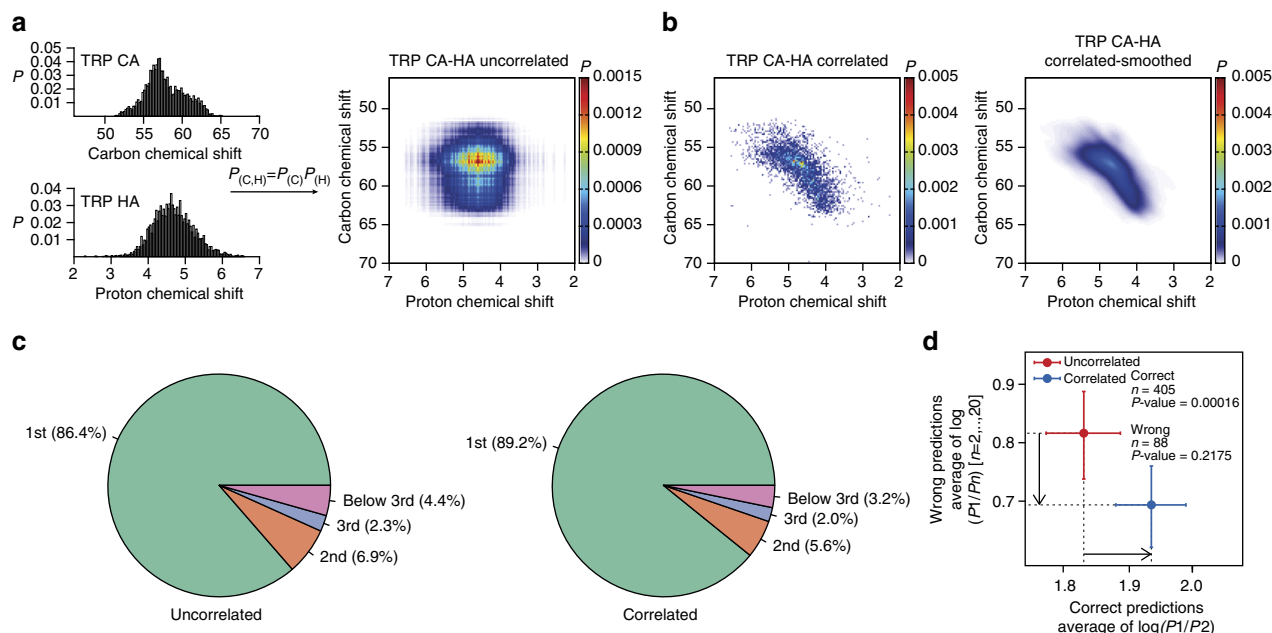 a
TRP CA
P
0.05
0.04
0.03
0.02
0.01
50 55 60 65 70
Carbon chemical shift
TRP HA
P
0.04
0.03
0.02
0.01
2 3 4 5 6 7
Proton chemical shift
P(C,H)=P(C)P(H)
TRP CA-HA uncorrelated
P
Carbon chemical shift
50
55
60
65
70
7 6 5 4 3 2
Proton chemical shift
0.0015
0.0012
0.0009
0.0006
0.0003
0
b
TRP CA-HA correlated
P
Carbon chemical shift
50
55
60
65
70
7 6 5 4 3 2
Proton chemical shift
0.005
0.004
0.003
0.002
0.001
0
TRP CA-HA
correlated-smoothed
P
Carbon chemical shift
50
55
60
65
70
7 6 5 4 3 2
Proton chemical shift
0.005
0.004
0.003
0.002
0.001
0
c
1st (86.4%)
Below 3rd (4.4%)
3rd (2.3%)
2nd (6.9%)
Uncorrelated
1st (89.2%)
Below 3rd (3.2%)
3rd (2.0%)
2nd (5.6%)
Correlated
d
Uncorrelated
Correlated
Correct
n = 405
P-value = 0.00016
Wrong
n = 88
P-value = 0.2175
Wrong predictions
average of log
(P1/Pn) [n=2,..,20]
0.9
0.8
0.7
1.8 1.9 2.0
Correct predictions
average of log(P1/P2)